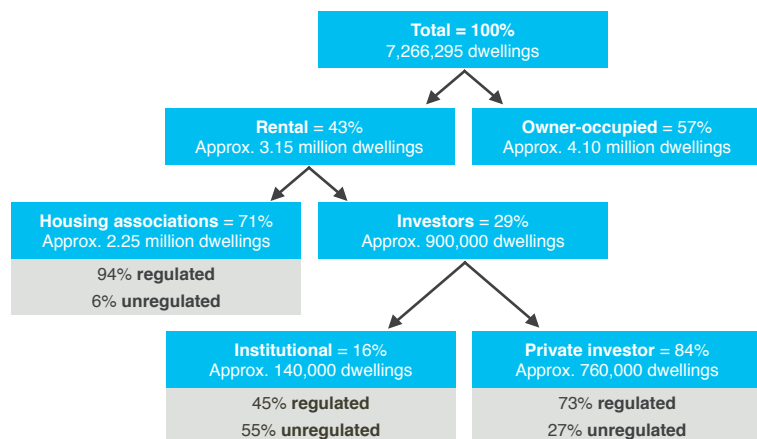 Total = 100%
7,266,295 dwellings
Rental = 43%
Approx. 3.15 million dwellings
Owner-occupied = 57%
Approx. 4.10 million dwellings
Housing associations = 71%
Approx. 2.25 million dwellings
94% regulated
6% unregulated
Investors = 29%
Approx. 900,000 dwellings
Institutional = 16%
Approx. 140,000 dwellings
45% regulated
55% unregulated
Private investor = 84%
Approx. 760,000 dwellings
73% regulated
27% unregulated